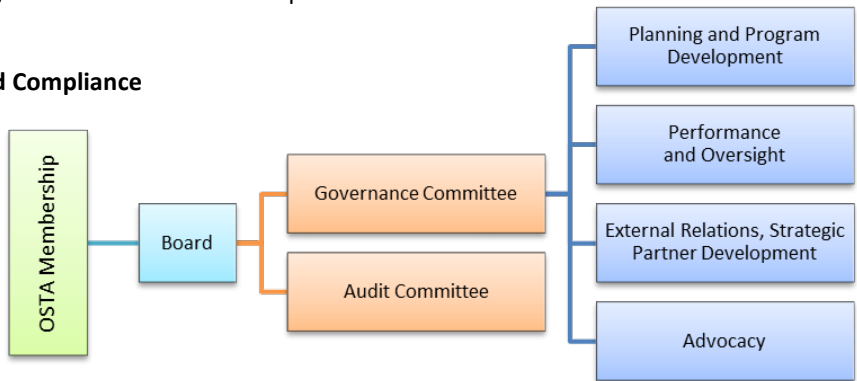 Compliance
OSTA Membership
Board
Governance Committee
Audit Committee
Planning and Program
Development
Performance
and Oversight
External Relations, Strategic
Partner Development
Advocacy